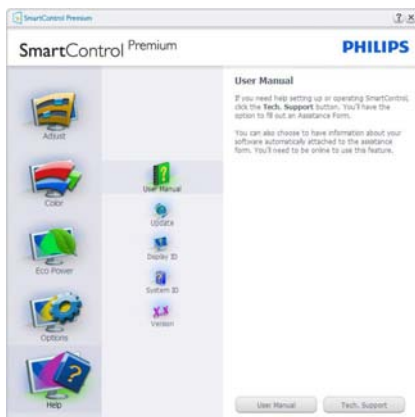 SmartControl Premium
SmartControl Premium
PHILIPS
Adjust
Color
Eco Power
Options
Help
User Manual
Update
Display ID
System ID
Version
User Manual
If you need help setting up or operating SmartControl,
click the Tech. Support button. You'll have the
option to fill out an Assistance Form.
You can also choose to have information about your
software automatically attached to the assistance
form. You'll need to be online to use this feature.
User Manual
Tech. Support